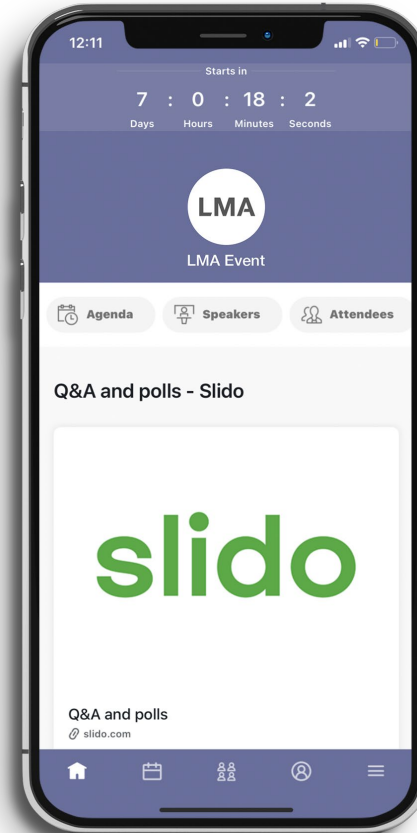 12:11
Starts in
7 : 0 : 18 : 2
Days Hours Minutes Seconds
LMA
LMA Event
Agenda Speakers Attendees
Q&A and polls - Slido
slido
Q&A and polls
slido.com